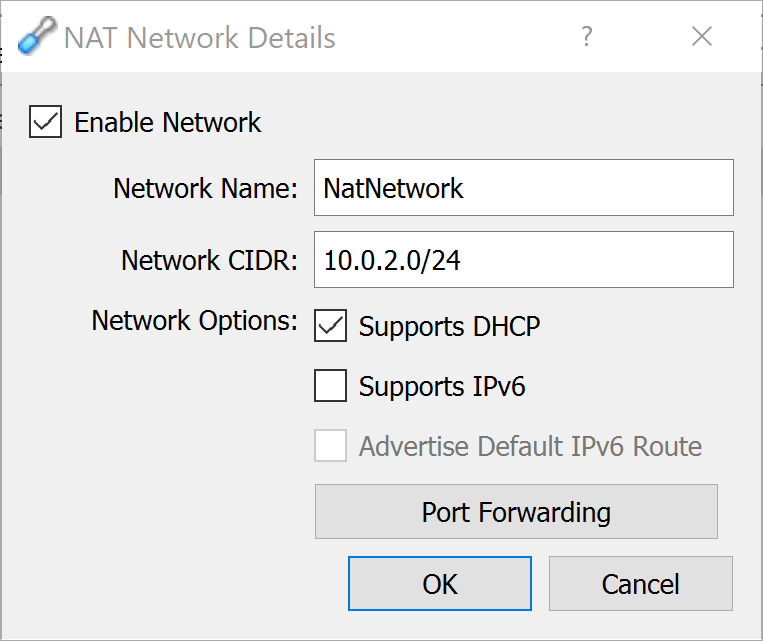 NAT Network Details
?
Enable Network
Network Name: NatNetwork
Network CIDR: 10.0.2.0/24
Network Options: Supports DHCP
Supports IPv6
Advertise Default IPv6 Route
Port Forwarding
OK Cancel